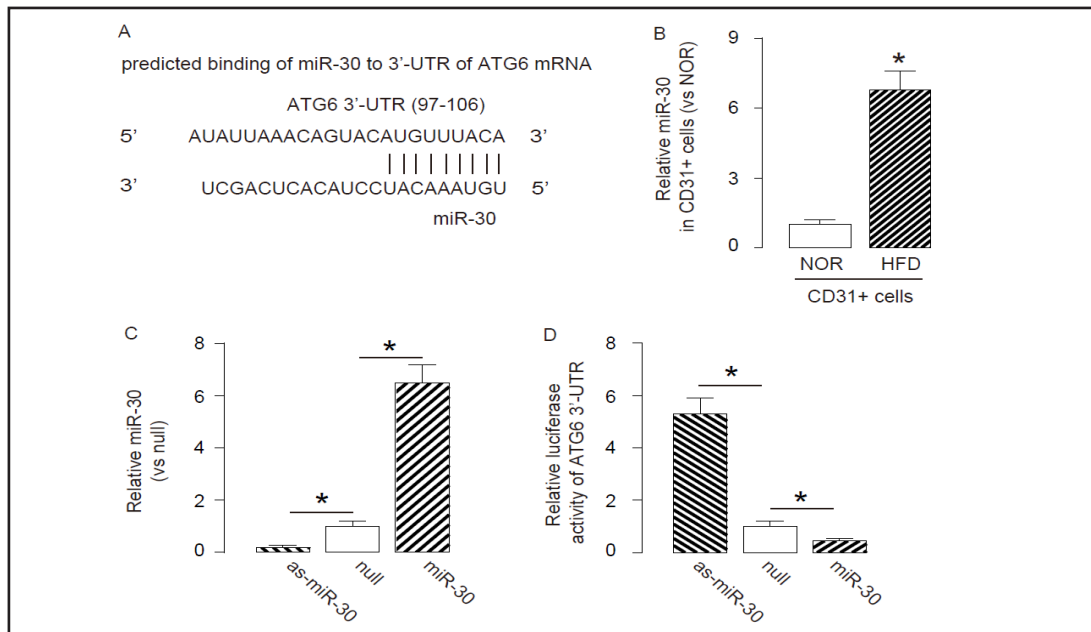 A
predicted binding of miR-30 to 3'-UTR of ATG6 mRNA
ATG6 3'-UTR (97-106)
5' AUAUUAAACAGUACAUGUUUACA 3'
3' UCGACUCACAUCCUACAAAUGU 5'
miR-30
B
Relative miR-30
in CD31+ cells (vs NOR)
9
6
3
0
*
NOR HFD
CD31+ cells
C
Relative miR-30
(vs null)
8
6
4
2
0
*
*
as-miR-30
null
miR-30
D
Relative luciferase
activity of ATG6 3'-UTR
8
6
4
2
0
*
*
as-miR-30
null
miR-30